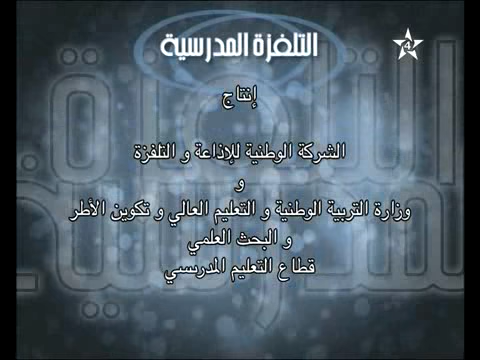 التلفزة المدرسية
4
إنتاج
الشركة الوطنية للإذاعة و التلفزة
و
وزارة التربية الوطنية و التعليم العالي و تكوين الأطر
و البحث العلمي
قطاع التعليم المدرسي